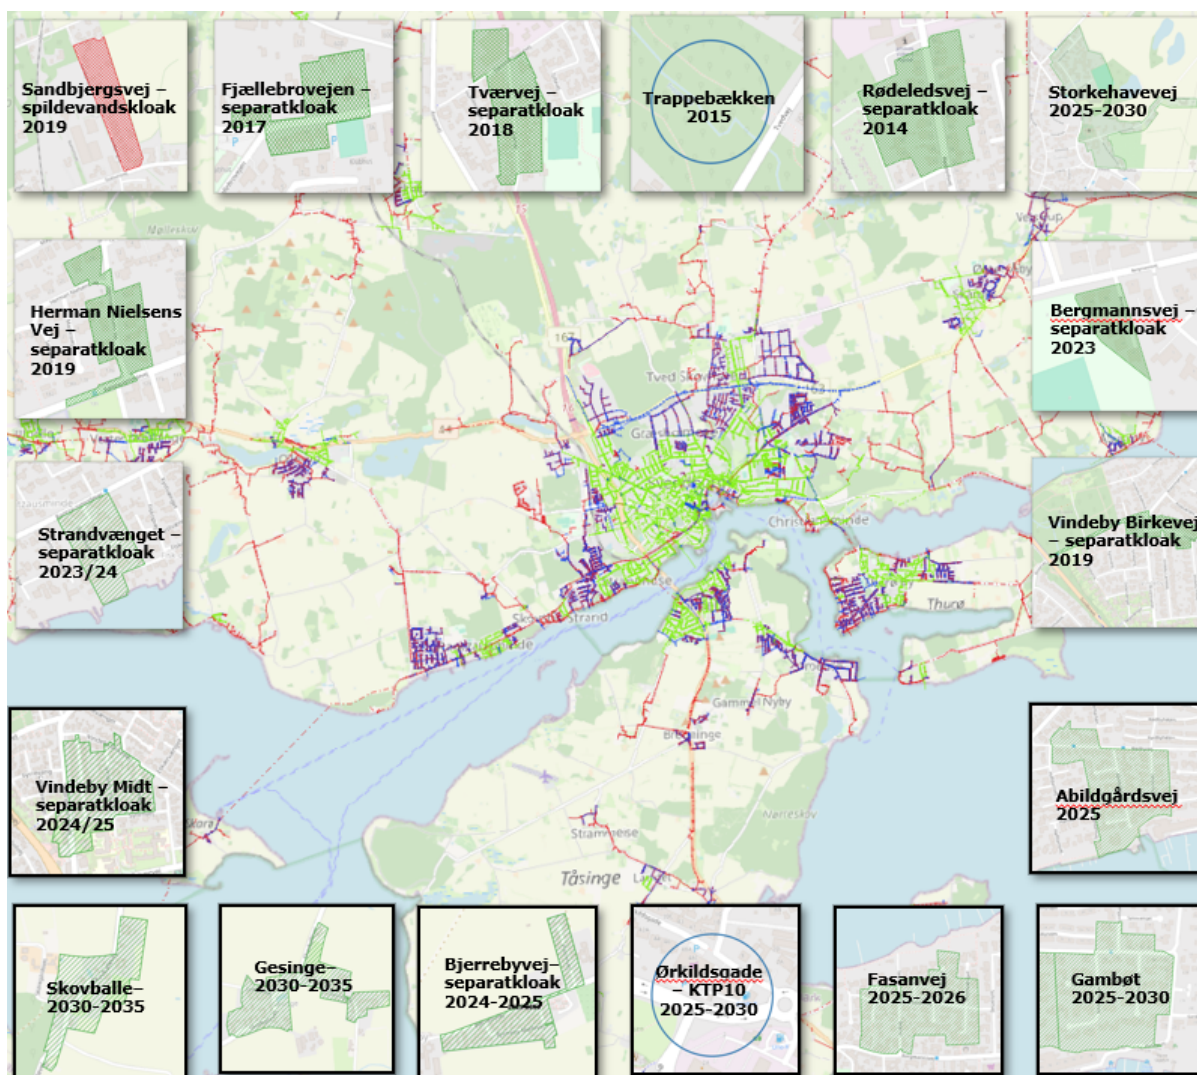 Sandbjergsvej –
spildevandskloak
2019
Fjællebrovejen –
separatkloak
2017
Tværvej –
separatkloak
2018
Trappebækken
2015
Rødeledsvej –
separatkloak
2014
Storkehavevej
2025-2030
Mølleskov
Herman Nielsens
Vej –
separatkloak
2019
Bergmannsvej –
separatkloak
2023
167
Tved Skov
Strandvænget –
separatkloak
2023/24
Vindeby Birkevej
– separatkloak
2019
Christiansminde
Thurø
Gammel Nyby
Vindeby Midt –
separatkloak
2024/25
Abildgårdsvej
2025
Nørreskov
Tåsinge
Skovballe–
2030-2035
Gesinge–
2030-2035
Bjerrebyvej–
separatkloak
2024-2025
Ørkildsgade
– KTP10
2025-2030
Fasanvej
2025-2026
Gambøt
2025-2030